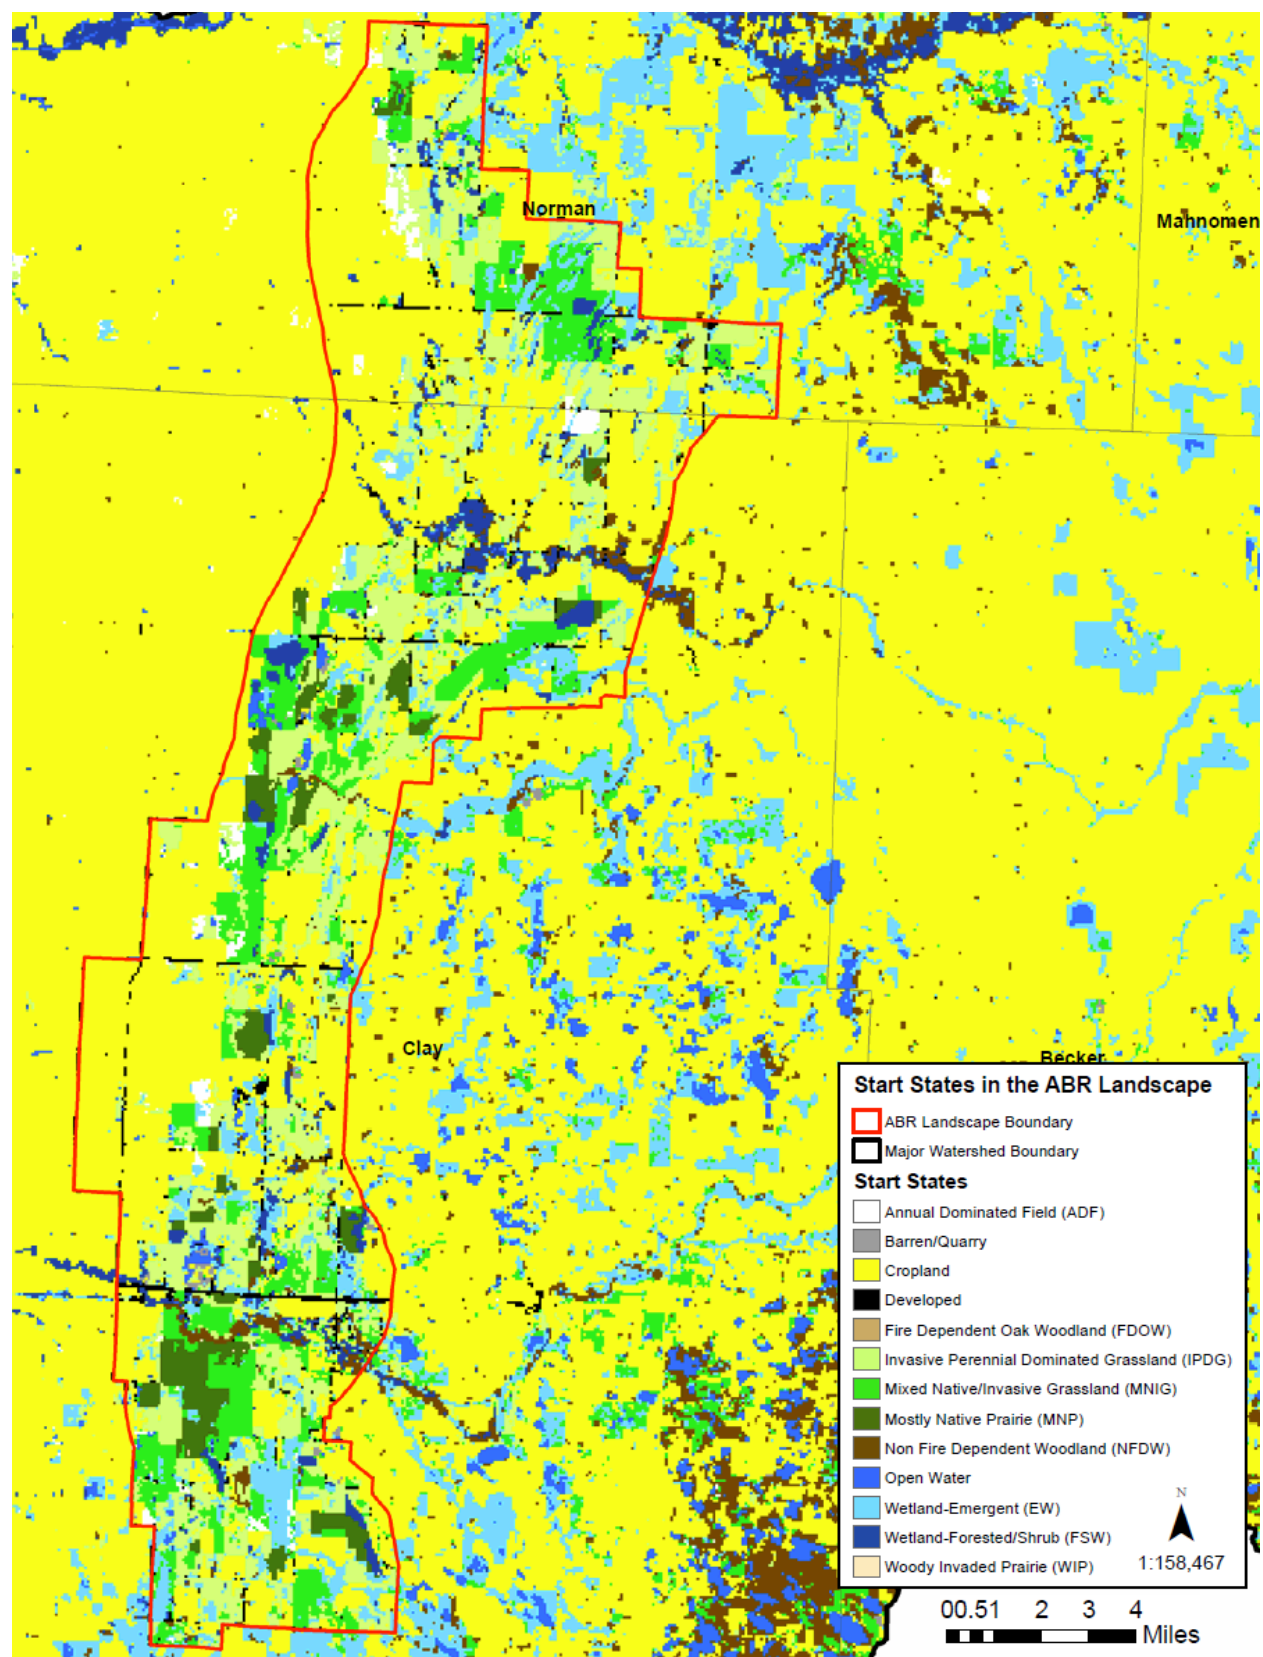 Norman
Mahnomen
Clay
Becker
Start States in the ABR Landscape
ABR Landscape Boundary
Major Watershed Boundary
Start States
Annual Dominated Field (ADF)
Barren/Quarry
Cropland
Developed
Fire Dependent Oak Woodland (FDOW)
Invasive Perennial Dominated Grassland (IPDG)
Mixed Native/Invasive Grassland (MNIG)
Mostly Native Prairie (MNP)
Non Fire Dependent Woodland (NFDW)
Open Water
Wetland-Emergent (EW)
Wetland-Forested/Shrub (FSW)
Woody Invaded Prairie (WIP)
N
1:158,467
00.51 2 3 4
Miles